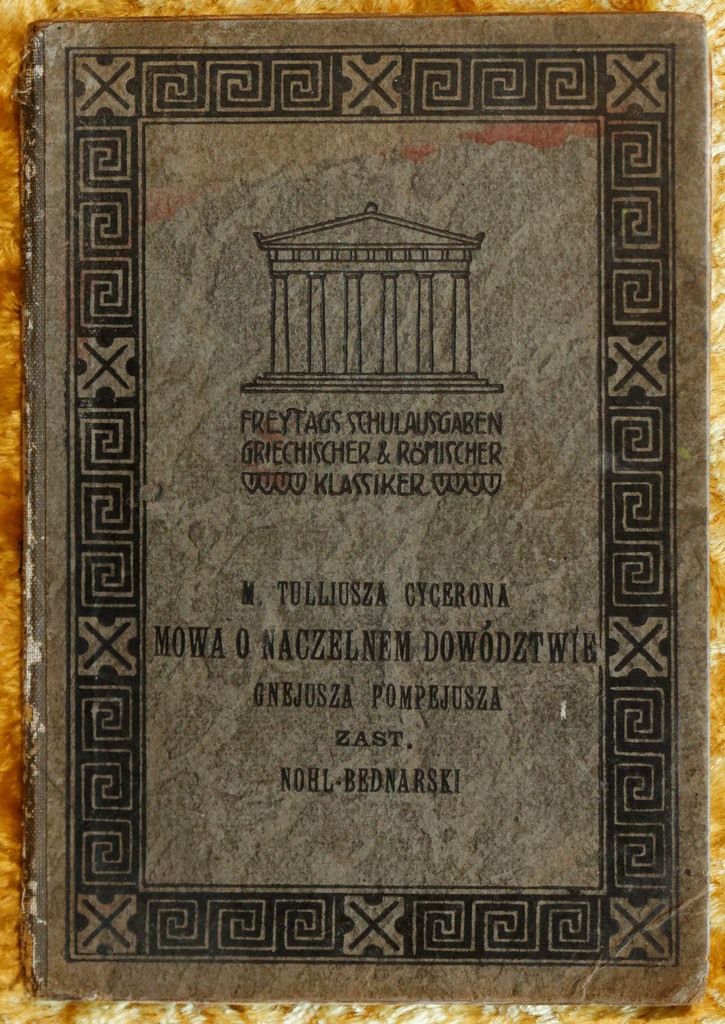 FREYTAGS SCHULAUSGABEN
GRIECHISCHER & RÖMISCHER
KLASSIKER
M. TULLIUSZA CYCERONA
MOWA O NACZELNEM DOWÓDZTWIE
GNEJUSZA POMPEJUSZA
ZAST.
NOHL-BEDNARSKI